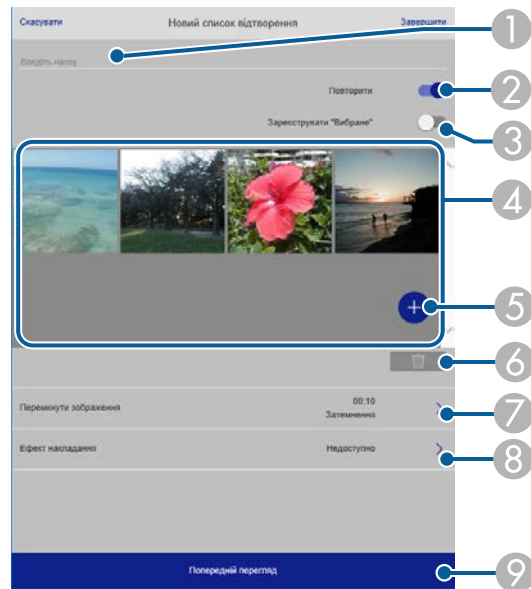 Скасувати Новий список відтворення Завершити
1
Введіть назву
Повторити
2
Зареєструвати "Вибране"
3
4
5
6
Перемкнути зображення 00:10
Затемнення
7
Ефект накладання Недоступно
8
Попередній перегляд
9